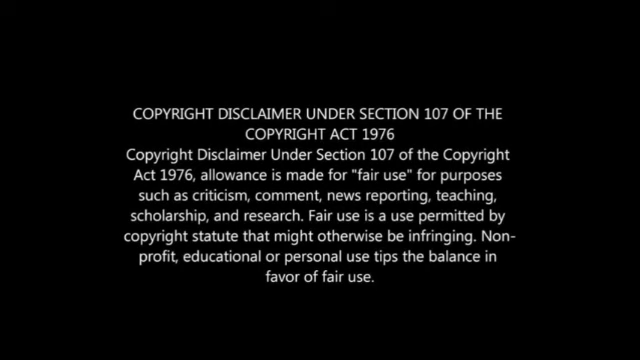 COPYRIGHT DISCLAIMER UNDER SECTION 107 OF THE
COPYRIGHT ACT 1976
Copyright Disclaimer Under Section 107 of the Copyright
Act 1976, allowance is made for "fair use" for purposes
such as criticism, comment, news reporting, teaching,
scholarship, and research. Fair use is a use permitted by
copyright statute that might otherwise be infringing. Non-
profit, educational or personal use tips the balance in
favor of fair use.